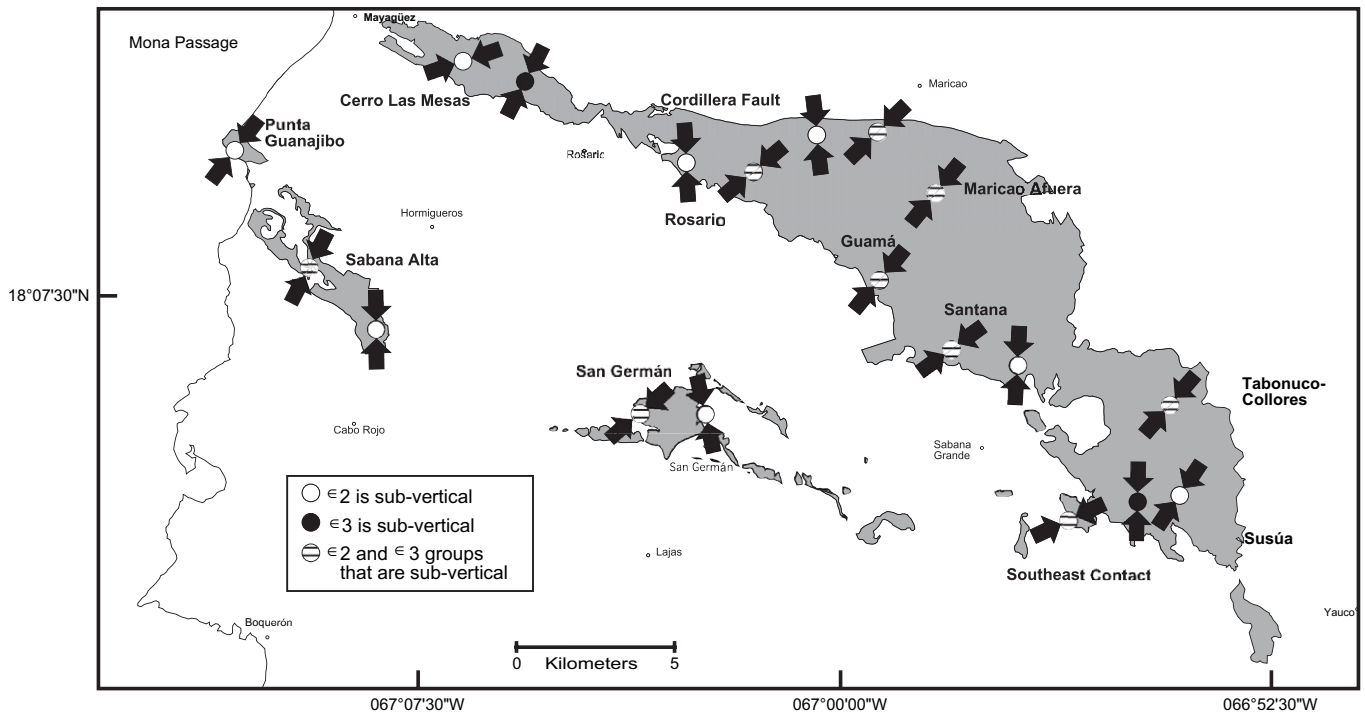 Mayagüez
Mona Passage
Cerro Las Mesas
Cordillera Fault
Maricao
Punta
Guanajibo
Rosario
Maricao Afuera
Rosario
Hormigueros
Guamá
Sabana Alta
18°07'30"N
Santana
San Germán
Tabonuco-
Collores
Cabo Rojo
Sabana
Grande
San Germán
∈2 is sub-vertical
∈3 is sub-vertical
∈2 and ∈3 groups
that are sub-vertical
Susúa
Lajas
Southeast Contact
Boquerón
Yauco
0 Kilometers 5
067°07'30"W
067°00'00"W
066°52'30"W